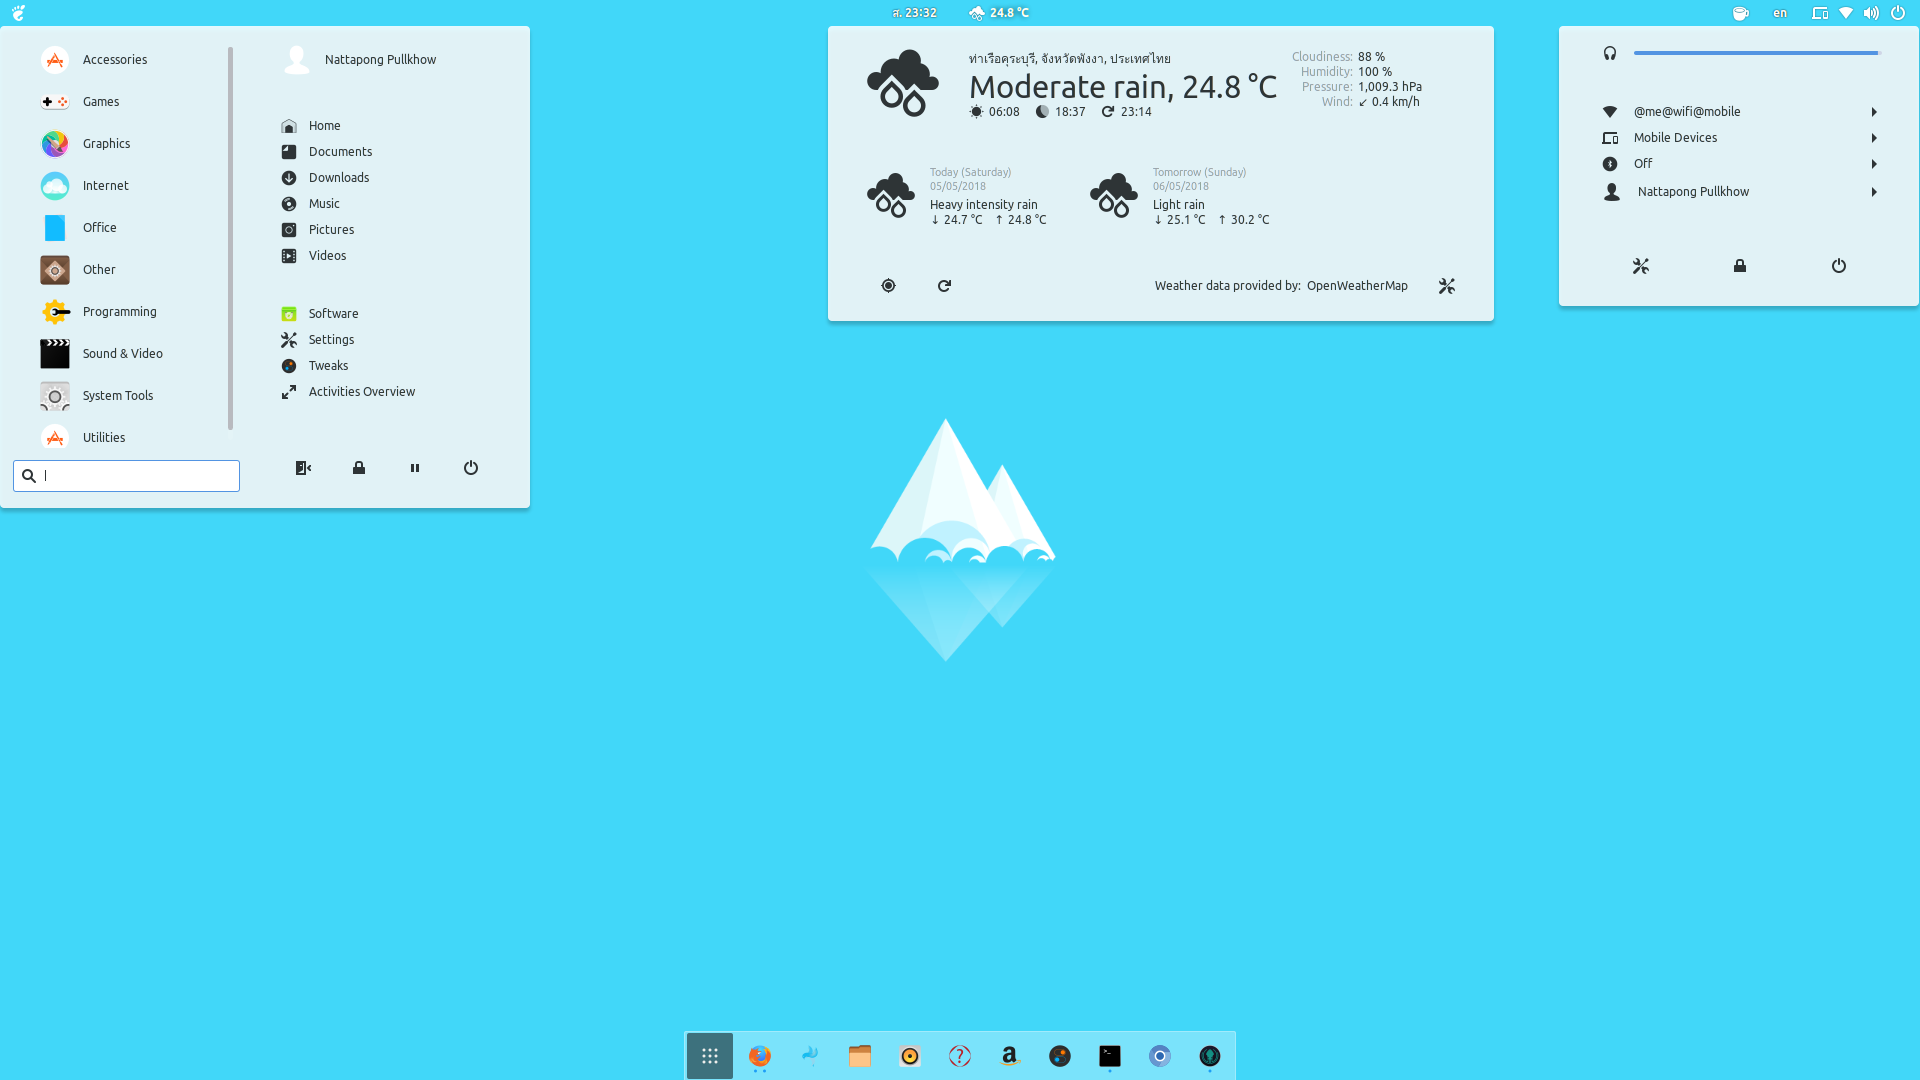 ส. 23:32
24.8 °C
en
Accessories
Games
Graphics
Internet
Office
Other
Programming
Sound & Video
System Tools
Utilities
Nattapong Pullkhow
Home
Documents
Downloads
Music
Pictures
Videos
Software
Settings
Tweaks
Activities Overview
ท่าเรือคุระบุรี, จังหวัดพังงา, ประเทศไทย
Moderate rain, 24.8 °C
06:08 18:37 23:14
Cloudiness: 88 %
Humidity: 100 %
Pressure: 1,009.3 hPa
Wind: ↙ 0.4 km/h
Today (Saturday)
05/05/2018
Heavy intensity rain
↓ 24.7 °C ↑ 24.8 °C
Tomorrow (Sunday)
06/05/2018
Light rain
↓ 25.1 °C ↑ 30.2 °C
Weather data provided by: OpenWeatherMap
@me@wifi@mobile
Mobile Devices
Off
Nattapong Pullkhow